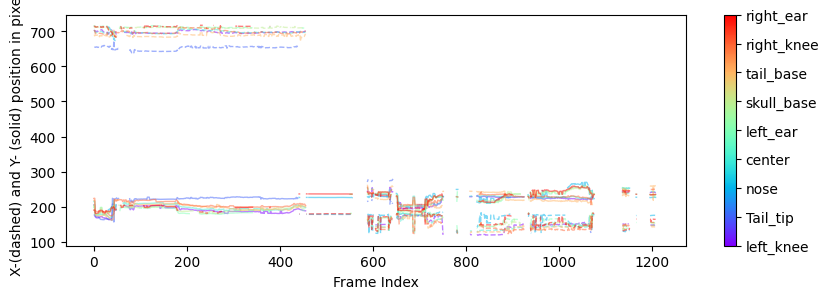 X-(dashed) and Y- (solid) position in pixe
700
600
500
400
300
200
100
0
200
400
600
800
1000
1200
Frame Index
right_ear
right_knee
tail_base
skull_base
left_ear
center
nose
Tail_tip
left_knee